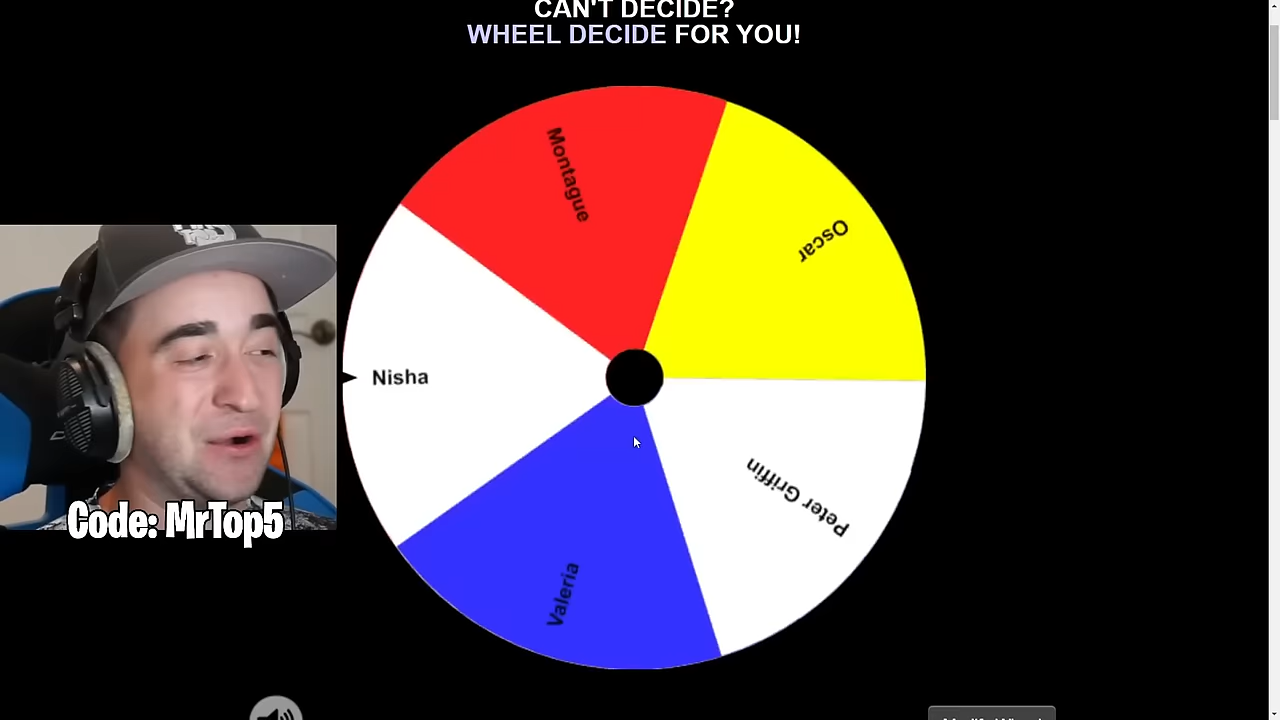 CAN'T DECIDE?
WHEEL DECIDE FOR YOU!
Montague
Oscar
Nisha
Peter Griffin
Valeria
Code: MrTop5